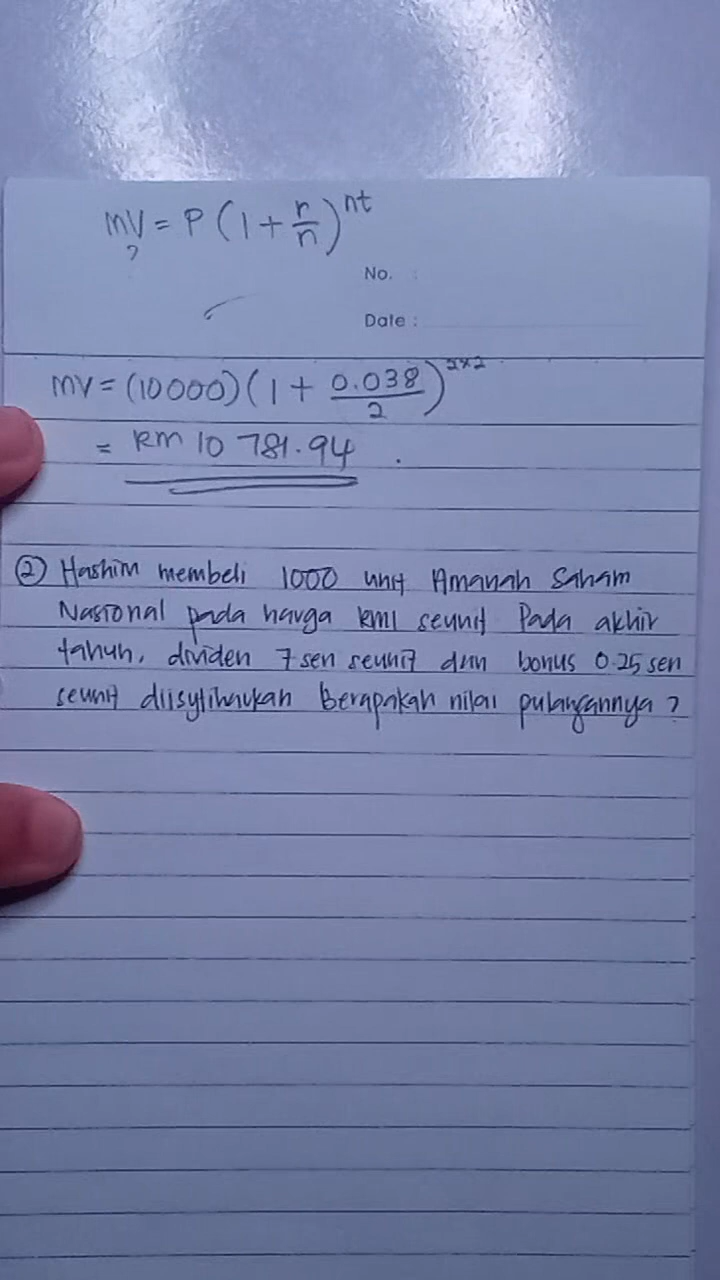 MV = P (1 + r/n)^nt
?
No. :
Date :
MV = (10000) (1 + 0.038/2)^2×2
= RM 10 781.94 .
② Hashim membeli 1000 unit Amanah Saham
Nasional pada harga RM1 seunit Pada akhir
tahun, dividen 7 sen seunit dan bonus 0.25 sen
seunit diisytiharkan Berapakah nilai pulangannya ?